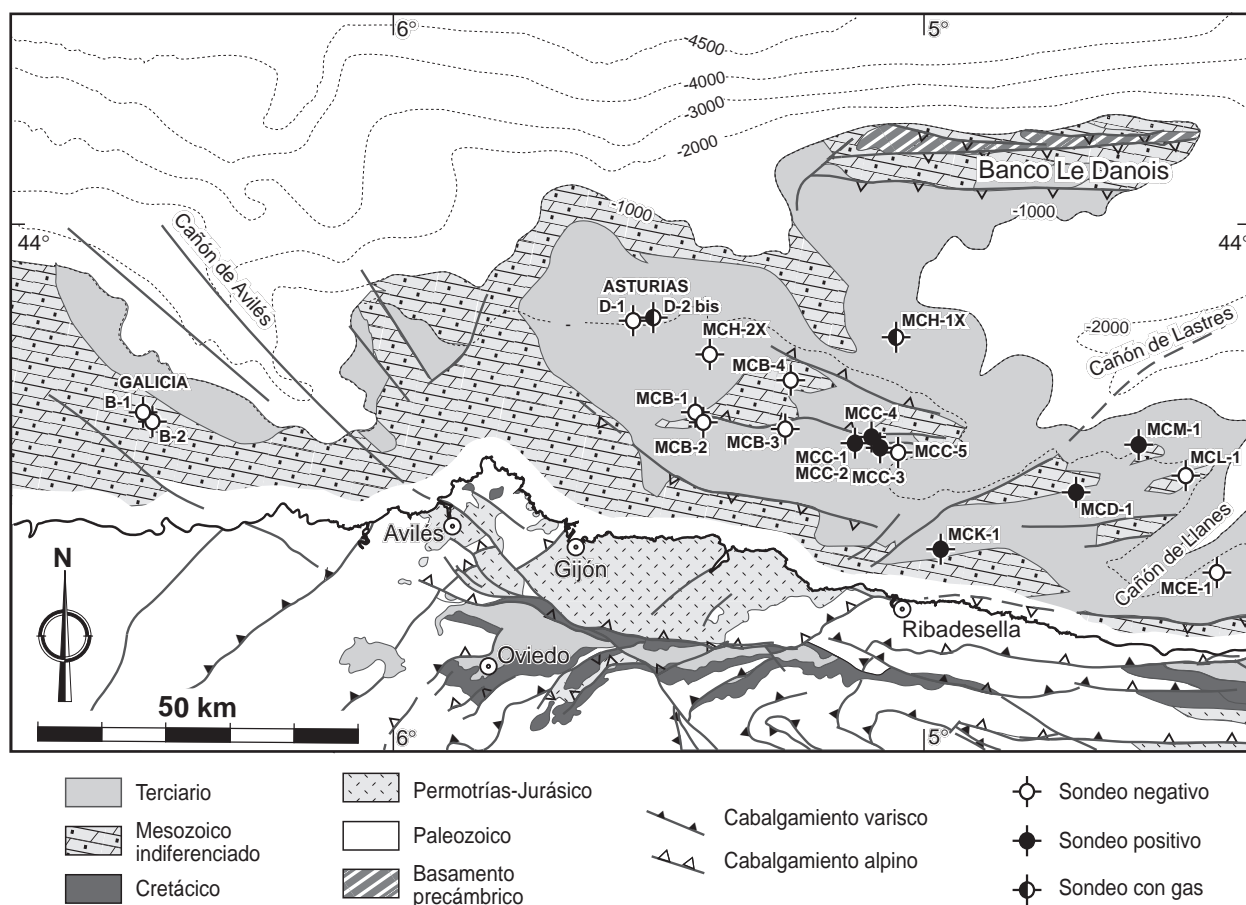 6°
5°
-4500
-4000
-3000
-2000
Banco Le Danois
-1000
-1000
44°
44°
Cañón de Avilés
ASTURIAS
D-1
D-2 bis
MCH-2X
MCH-1X
-2000
Cañón de Lastres
GALICIA
B-1
B-2
MCB-4
MCB-1
MCB-2
MCB-3
MCC-4
MCC-1
MCC-2
MCC-3
MCC-5
MCM-1
MCL-1
MCD-1
MCK-1
Cañón de Llanes
MCE-1
Avilés
Gijón
Ribadesella
Oviedo
N
50 km
6°
5°
Terciario
Mesozoico
indiferenciado
Cretácico
Permotrías-Jurásico
Paleozoico
Basamento
precámbrico
Cabalgamiento varisco
Cabalgamiento alpino
Sondeo negativo
Sondeo positivo
Sondeo con gas